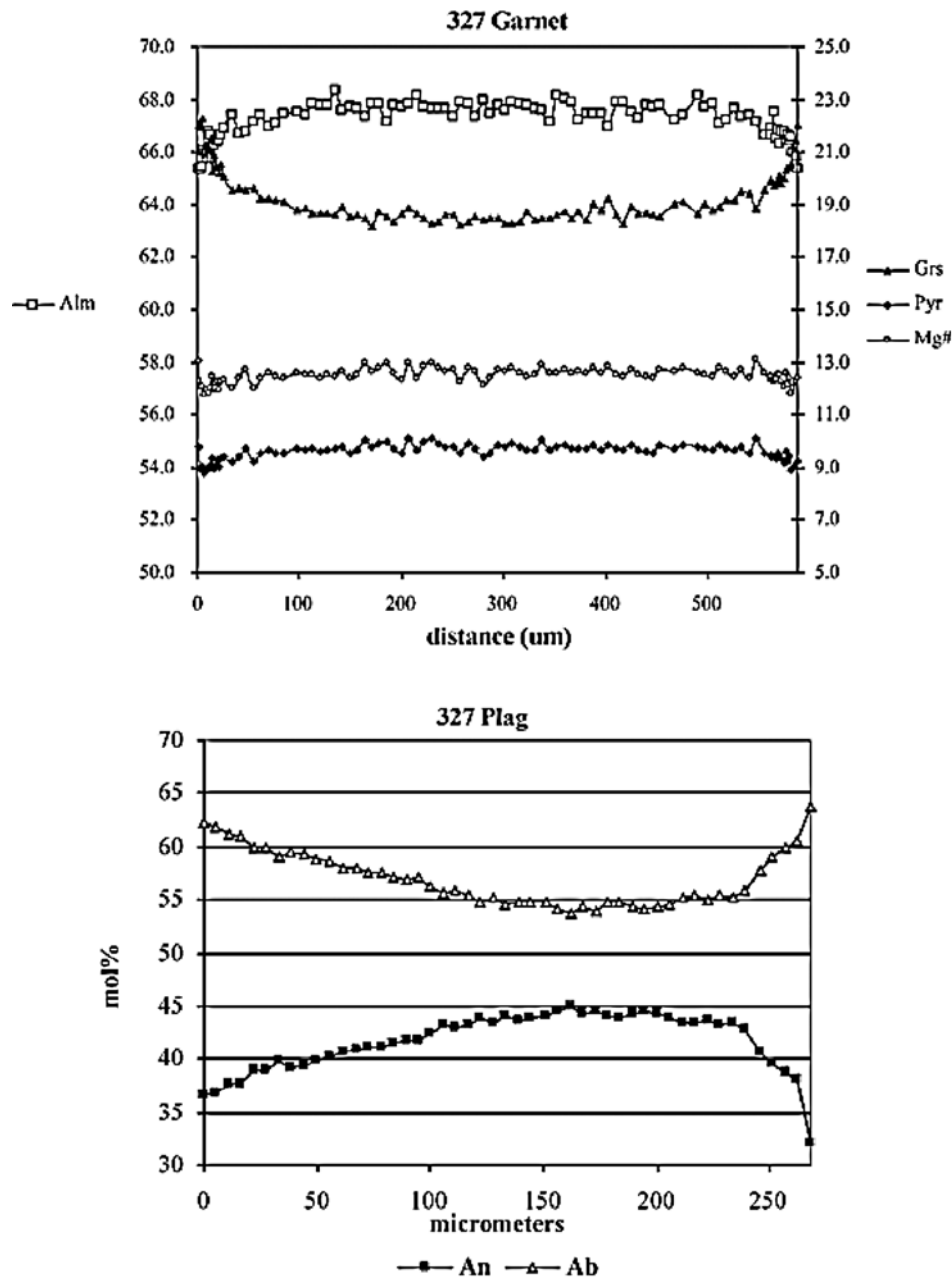 327 Garnet
70.0 25.0
68.0 23.0
66.0 21.0
64.0 19.0
62.0 17.0
60.0 15.0
58.0 13.0
56.0 11.0
54.0 9.0
52.0 7.0
50.0 5.0
Alm
Grs
Pyr
Mg#
0 100 200 300 400 500
distance (um)
327 Plag
70
65
60
55
50
45
40
35
30
mol%
0 50 100 150 200 250
micrometers
An Ab